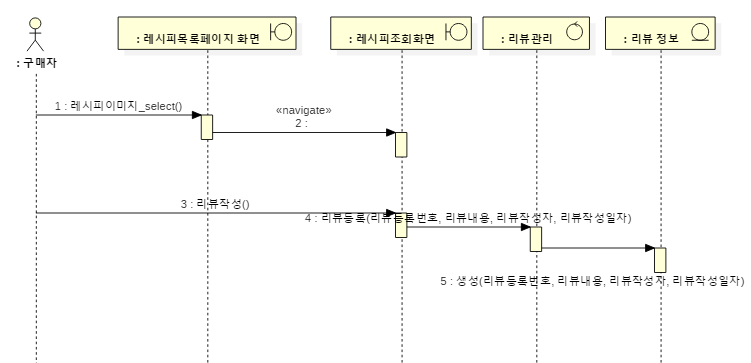 : 구매자
: 레시피목록페이지 화면
: 레시피조회화면
: 리뷰관리
: 리뷰 정보
1 : 레시피이미지_select()
«navigate»
2 :
3 : 리뷰작성()
4 : 리뷰등록(리뷰등록번호, 리뷰내용, 리뷰작성자, 리뷰작성일자)
5 : 생성(리뷰등록번호, 리뷰내용, 리뷰작성자, 리뷰작성일자)